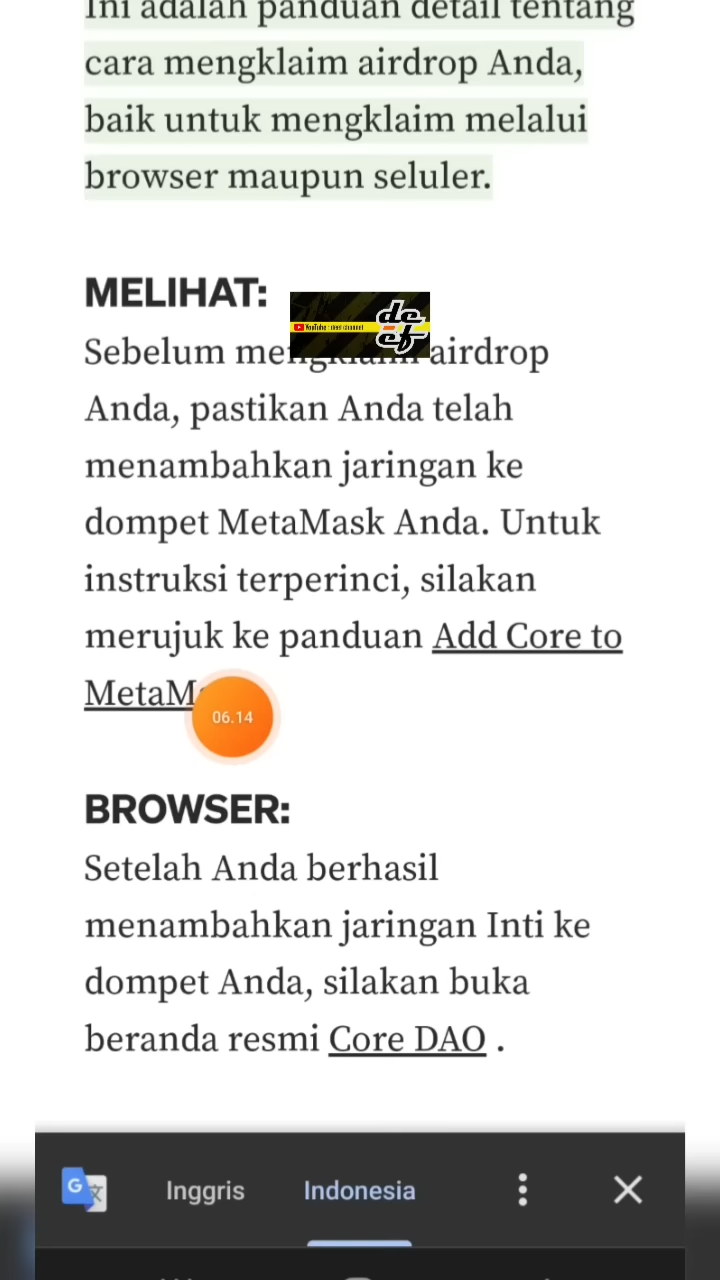 Ini adalah panduan detail tentang
cara mengklaim airdrop Anda,
baik untuk mengklaim melalui
browser maupun seluler.
MELIHAT:
de
ef
Sebelum airdrop
Anda, pastikan Anda telah
menambahkan jaringan ke
dompet MetaMask Anda. Untuk
instruksi terperinci, silakan
merujuk ke panduan Add Core to
06.14
BROWSER:
Setelah Anda berhasil
menambahkan jaringan Inti ke
dompet Anda, silakan buka
beranda resmi Core DAO .
Inggris Indonesia